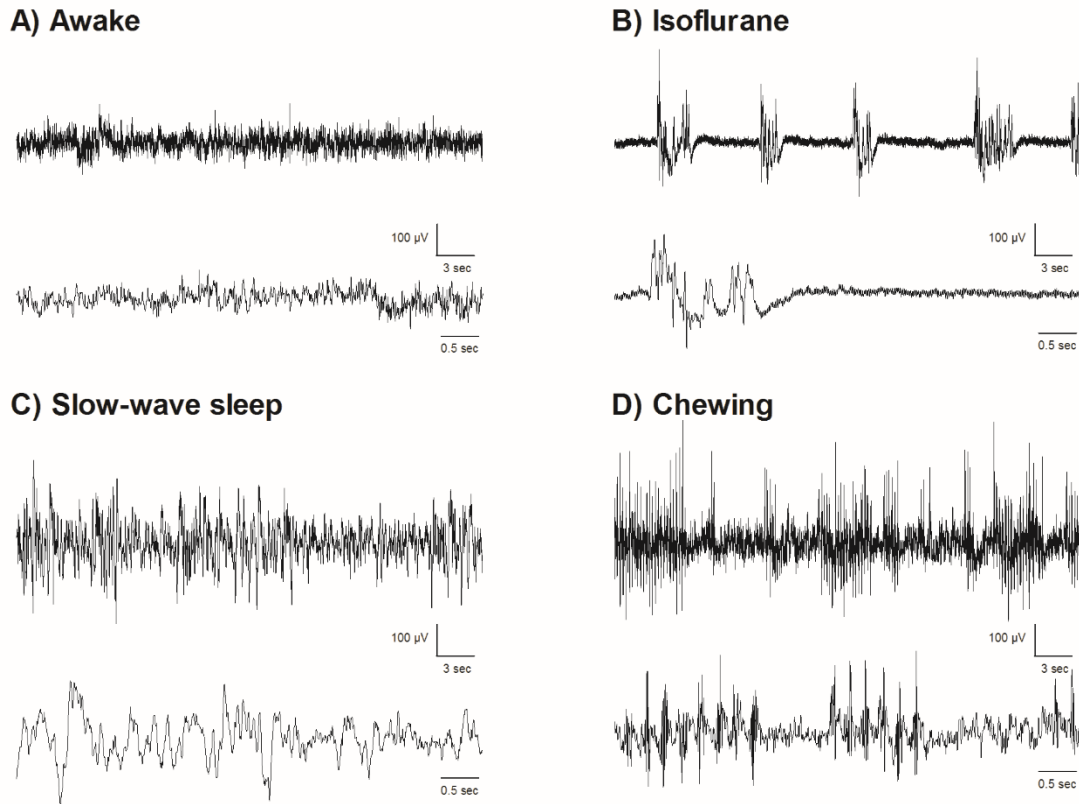 A) Awake
100 µV
3 sec
0.5 sec
B) Isoflurane
100 µV
3 sec
0.5 sec
C) Slow-wave sleep
100 µV
3 sec
0.5 sec
D) Chewing
100 µV
3 sec
0.5 sec